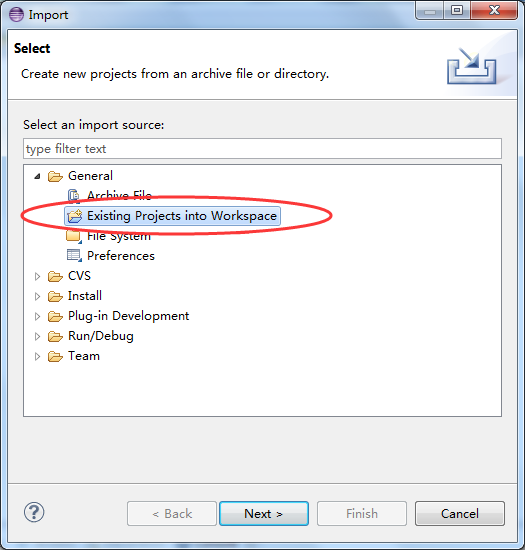 Import
Select
Create new projects from an archive file or directory.
Select an import source:
type filter text
General
Archive File
Existing Projects into Workspace
File System
Preferences
CVS
Install
Plug-in Development
Run/Debug
Team
?
< Back
Next >
Finish
Cancel